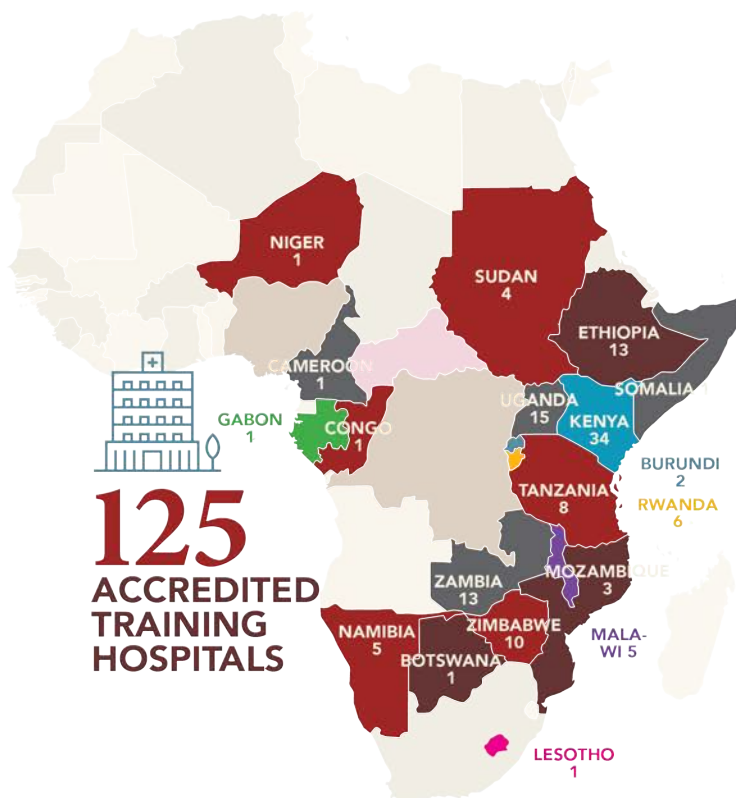 NIGER
1
SUDAN
4
ETHIOPIA
13
CAMEROON
1
SOMALIA 1
UGANDA
15
KENYA
34
GABON
1
CONGO
1
BURUNDI
2
TANZANIA
8
RWANDA
6
125
ACCREDITED
TRAINING
HOSPITALS
MOZAMBIQUE
3
ZAMBIA
13
NAMIBIA
5
ZIMBABWE
10
MALA-
WI 5
BOTSWANA
1
LESOTHO
1